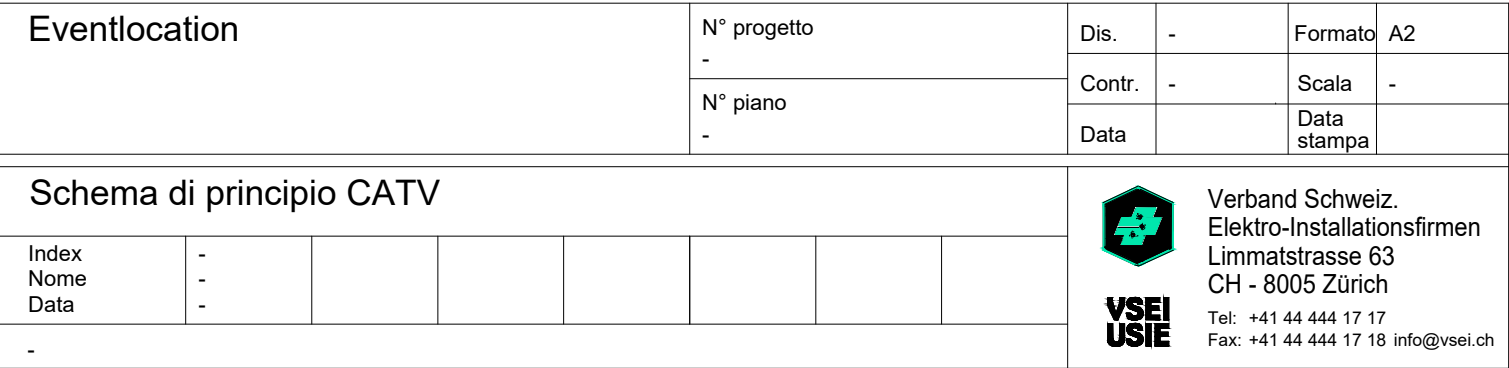 Eventlocation
N° progetto
-
N° piano
-
Dis. - Formato A2
Contr. - Scala -
Data Data stampa
Schema di principio CATV
Index -
Nome -
Data -
-
VSEI
USIE
Verband Schweiz.
Elektro-Installationsfirmen
Limmatstrasse 63
CH - 8005 Zürich
Tel: +41 44 444 17 17
Fax: +41 44 444 17 18 info@vsei.ch